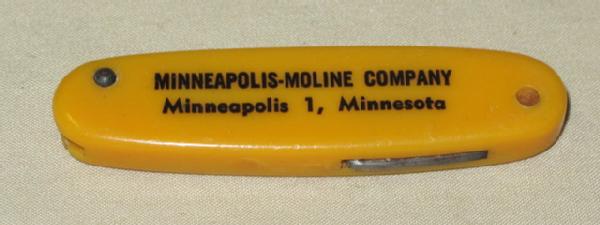 MINNEAPOLIS-MOLINE COMPANY
Minneapolis 1, Minnesota